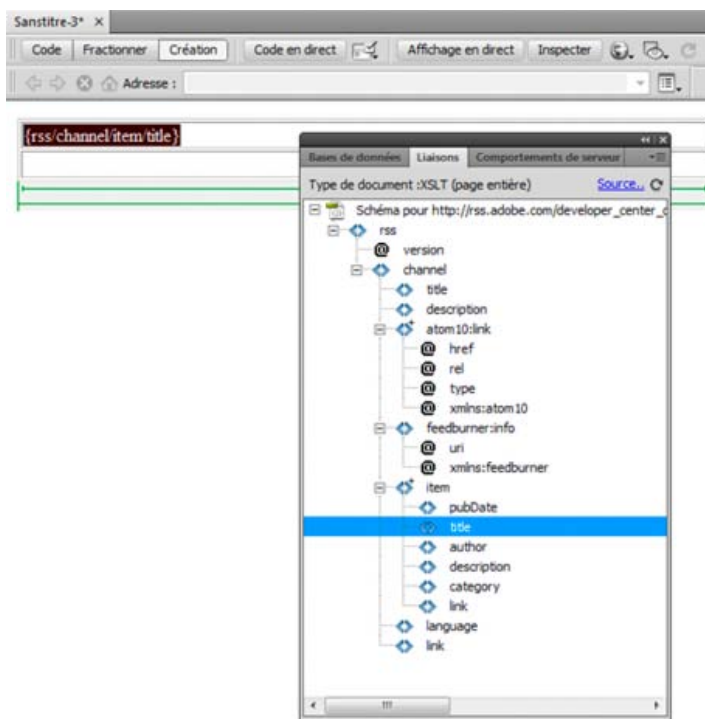 Sanstitre-3* ×
Code Fractionner Création Code en direct Affichage en direct Inspecter
Adresse :
{rss/channel/item/title}
Bases de données Liaisons Comportements de serveur
Type de document :XSLT (page entière) Source...
Schéma pour http://rss.adobe.com/developer_center_
rss
@ version
channel
title
description
atom10:link
@ href
@ rel
@ type
@ xmlns:atom10
feedburner:info
@ uri
@ xmlns:feedburner
item
pubDate
title
author
description
category
link
language
link